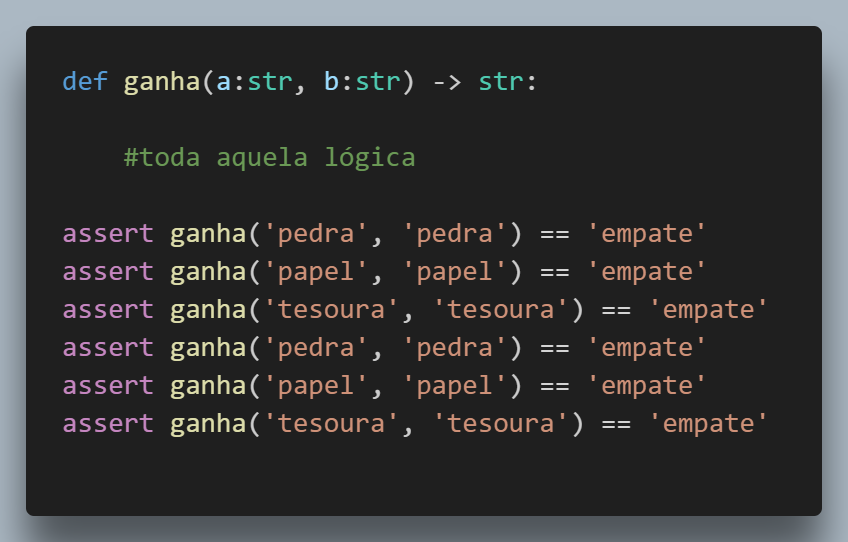 def ganha(a:str, b:str) -> str:
#toda aquela lógica
assert ganha('pedra', 'pedra') == 'empate'
assert ganha('papel', 'papel') == 'empate'
assert ganha('tesoura', 'tesoura') == 'empate'
assert ganha('pedra', 'pedra') == 'empate'
assert ganha('papel', 'papel') == 'empate'
assert ganha('tesoura', 'tesoura') == 'empate'